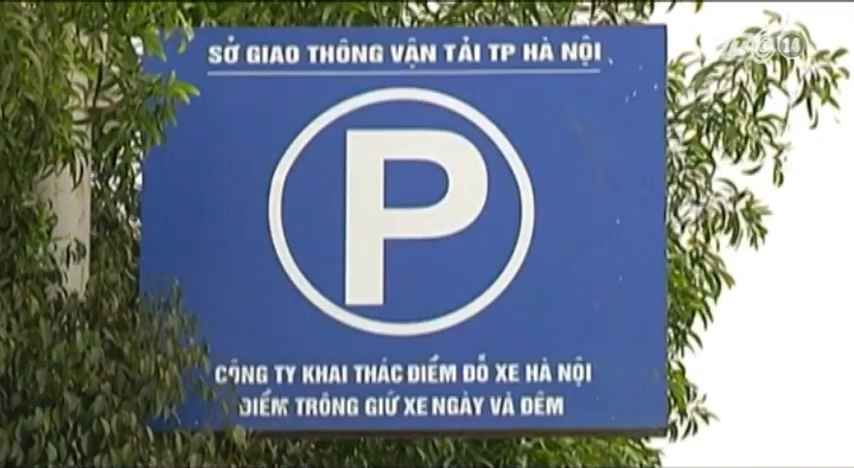 SỞ GIAO THÔNG VẬN TẢI TP HÀ NỘI
P
CÔNG TY KHAI THÁC ĐIỂM ĐỖ XE HÀ NỘI
ĐIỂM TRÔNG GIỮ XE NGÀY VÀ ĐÊM
14